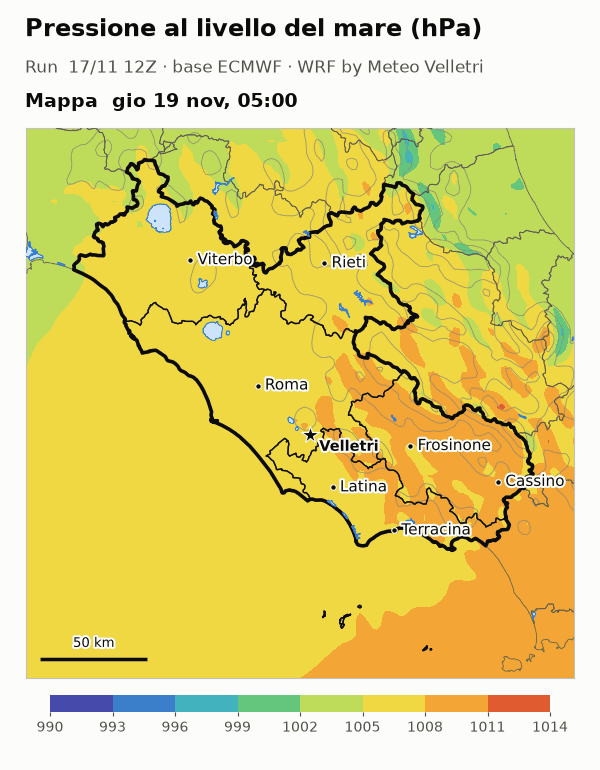 Pressione al livello del mare (hPa)
Run  17/11 12Z · base ECMWF · WRF by Meteo Velletri
Mappa  gio 19 nov, 05:00
Viterbo
Rieti
Roma
Velletri
Frosinone
Cassino
Latina
Terracina
50 km
990 993 996 999 1002 1005 1008 1011 1014